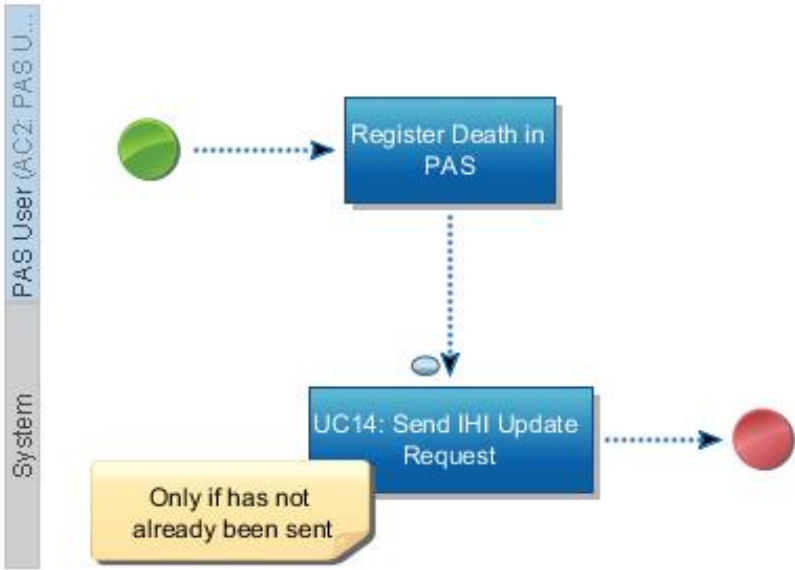 PAS User (AC2: PAS U...
Register Death in
PAS
System
UC14: Send IHI Update
Request
Only if has not
already been sent